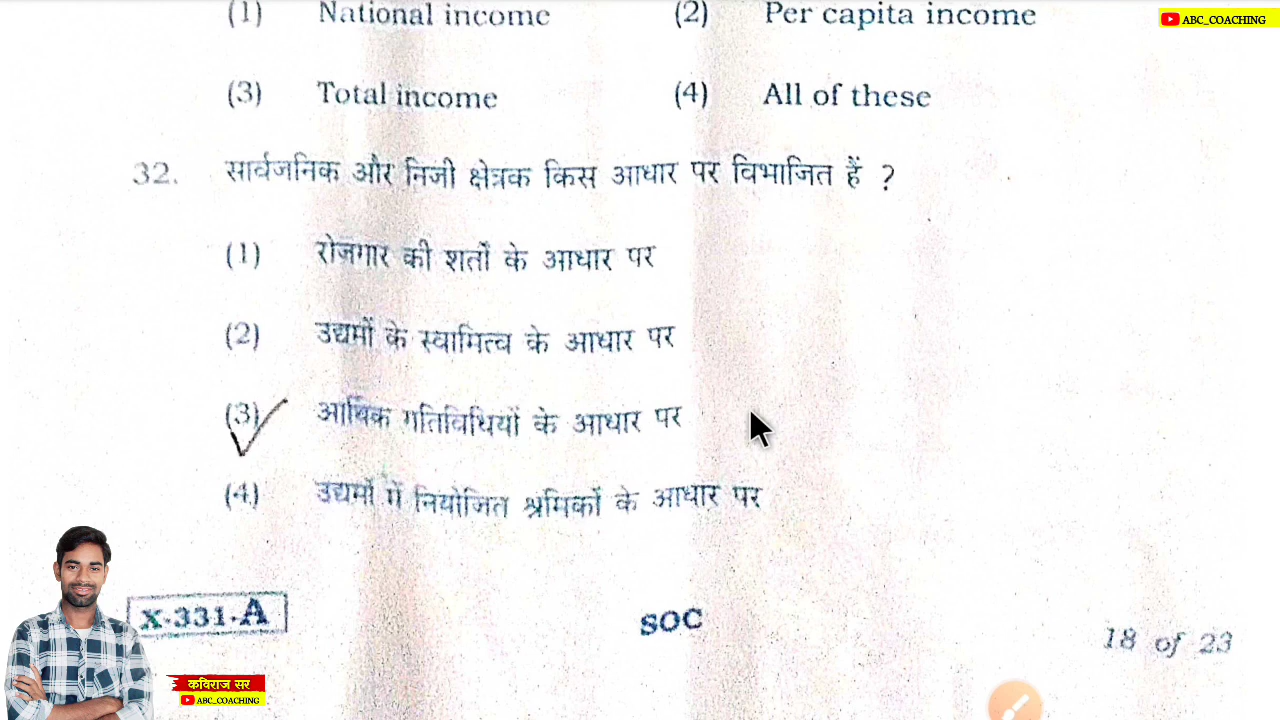 (1) National income (2) Per capita income
ABC_COACHING
(3) Total income (4) All of these
32. सार्वजनिक और निजी क्षेत्रक किस आधार पर विभाजित हैं ?
(1) रोजगार की शर्तों के आधार पर
(2) उद्यमों के स्वामित्व के आधार पर
(3) आर्थिक गतिविधियों के आधार पर
(4) उद्यमों में नियोजित श्रमिकों के आधार पर
X-331-A SOC 18 of 23
कविराज सर
ABC_COACHING